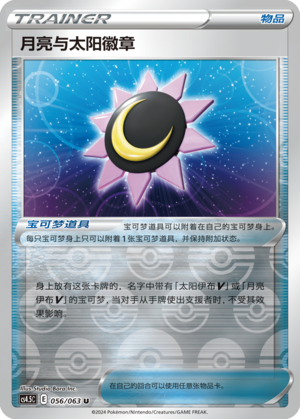 TRAINER
物品
月亮与太阳徽章
宝可梦道具
宝可梦道具可以附着在自己的宝可梦身上。
每只宝可梦身上只可以附着1张宝可梦道具,并保持附加状态。
身上放有这张卡牌的、名字中带有「太阳伊布V」或「月亮
伊布V」的宝可梦,当对手从手牌使出支援者时,不受其效
果影响。
Illus. Studio Bora Inc.
CS4.5C E 056/063 U
在自己的回合可以使用任意张物品卡。
©2024 Pokémon/Nintendo/Creatures/GAME FREAK.